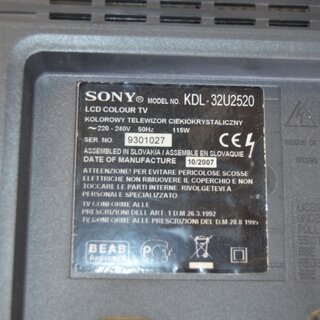 SONY® MODEL NO. KDL-32U2520
LCD COLOUR TV
KOLOROWY TELEWIZOR CIEKŁOKRYSTALICZNY
~220-240V 50Hz 115W
SER. NO 9301027
CE
ASSEMBLED IN SLOVAKIA / ASSEMBLE EN SLOVAQUIE
DATE OF MANUFACTURE 10/2007
ATTENZIONE! PER EVITARE PERICOLOSE SCOSSE
ELETTRICHE NON RIMUOVERE IL COPERCHIO E NON
TOCCARE LE PARTI INTERNE. RIVOLGETEVI A
PERSONALE SPECIALIZZATO
TV CONFORME ALLE
PRESCRIZIONI DELL ART. 1 D.M 26.3.1992
TV CONFORME ALLE PRESCRIZIONI DEL D.M 28 8 1995
BEAB
Approved